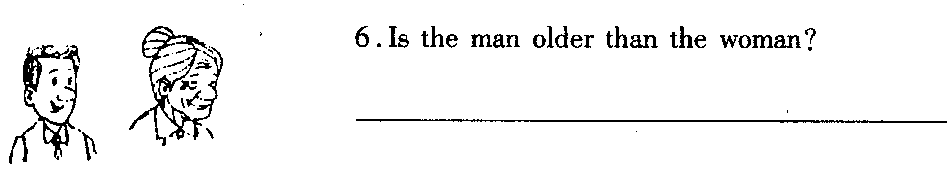 6. Is the man older than the woman?